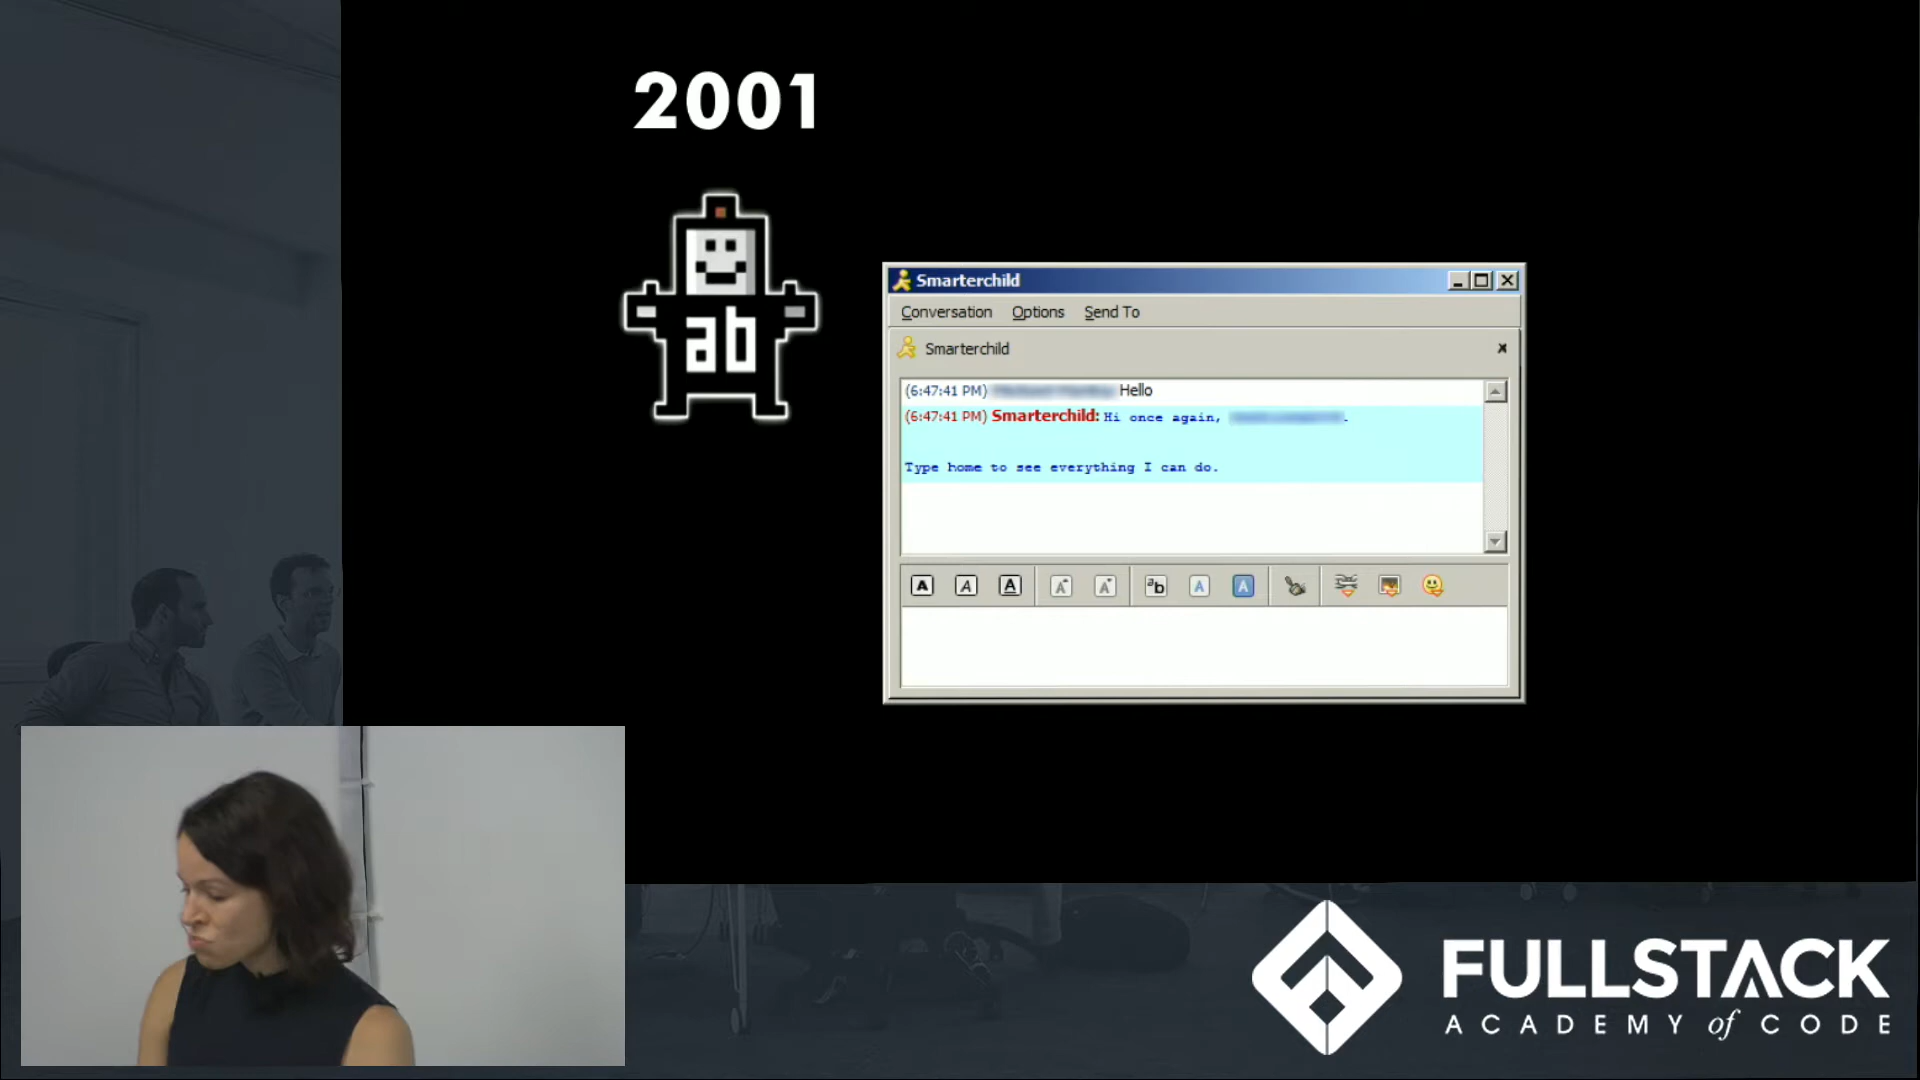 2001
ab
Smarterchild
Conversation Options Send To
Smarterchild
(6:47:41 PM) Hello
(6:47:41 PM) Smarterchild: Hi once again, .
Type home to see everything I can do.
A A A A A ab A A
FULLSTACK
ACADEMY of CODE